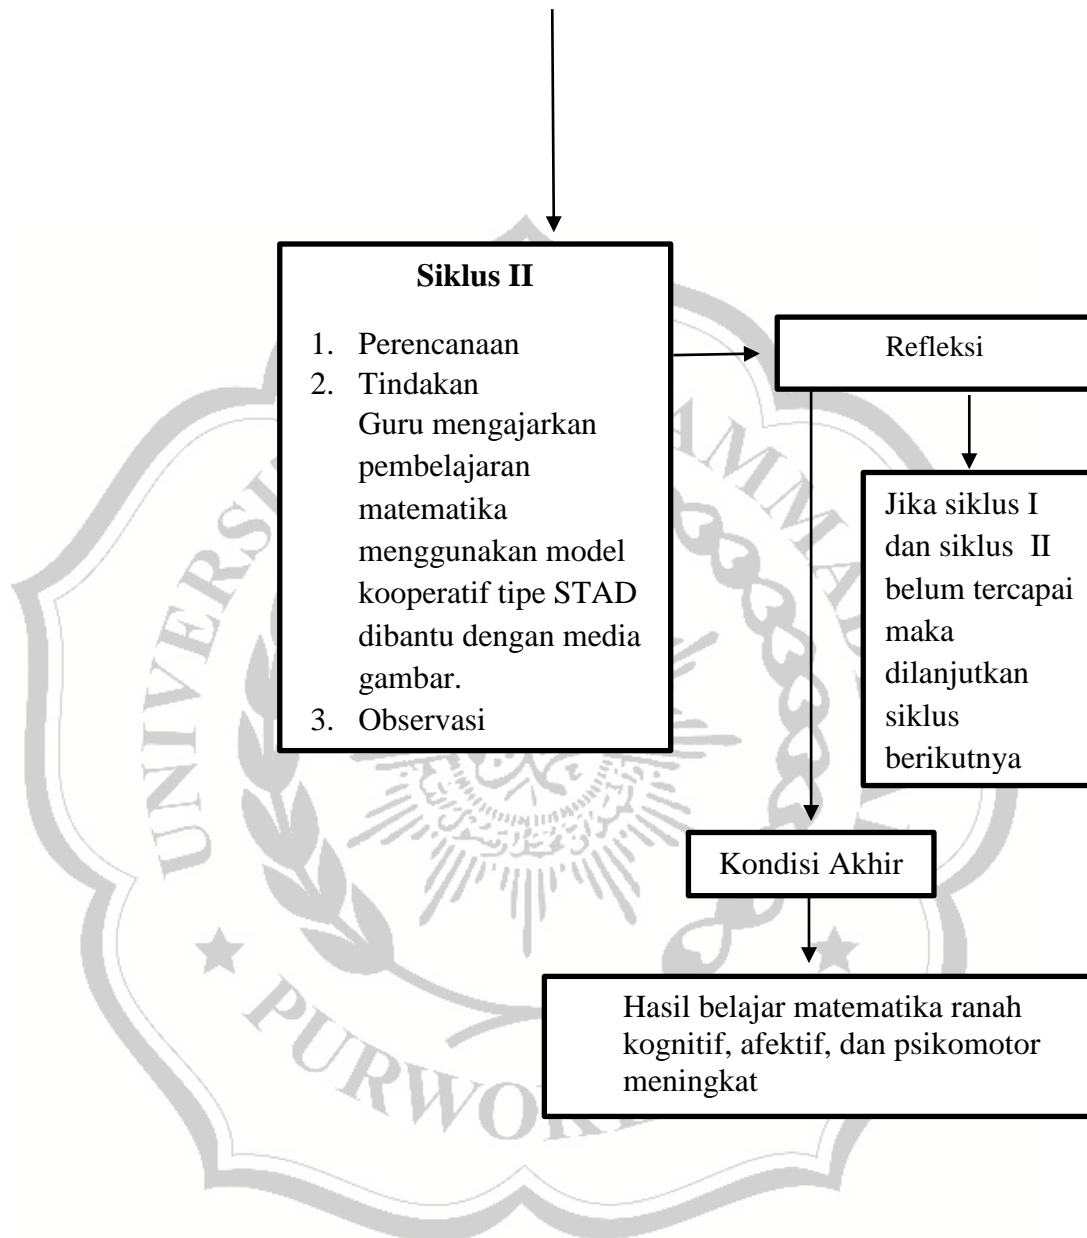 Siklus II
1. Perencanaan
2. Tindakan
Guru mengajarkan
pembelajaran
matematika
menggunakan model
kooperatif tipe STAD
dibantu dengan media
gambar.
3. Observasi
Refleksi
Jika siklus I
dan siklus II
belum tercapai
maka
dilanjutkan
siklus
berikutnya
Kondisi Akhir
Hasil belajar matematika ranah
kognitif, afektif, dan psikomotor
meningkat